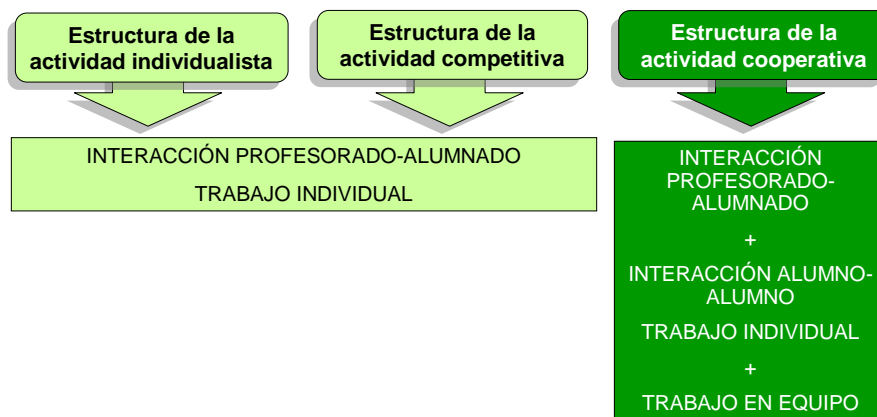 Estructura de la
actividad individualista
Estructura de la
actividad competitiva
Estructura de la
actividad cooperativa
INTERACCIÓN PROFESORADO-ALUMNADO
TRABAJO INDIVIDUAL
INTERACCIÓN
PROFESORADO-
ALUMNADO
+
INTERACCIÓN ALUMNO-
ALUMNO
TRABAJO INDIVIDUAL
+
TRABAJO EN EQUIPO